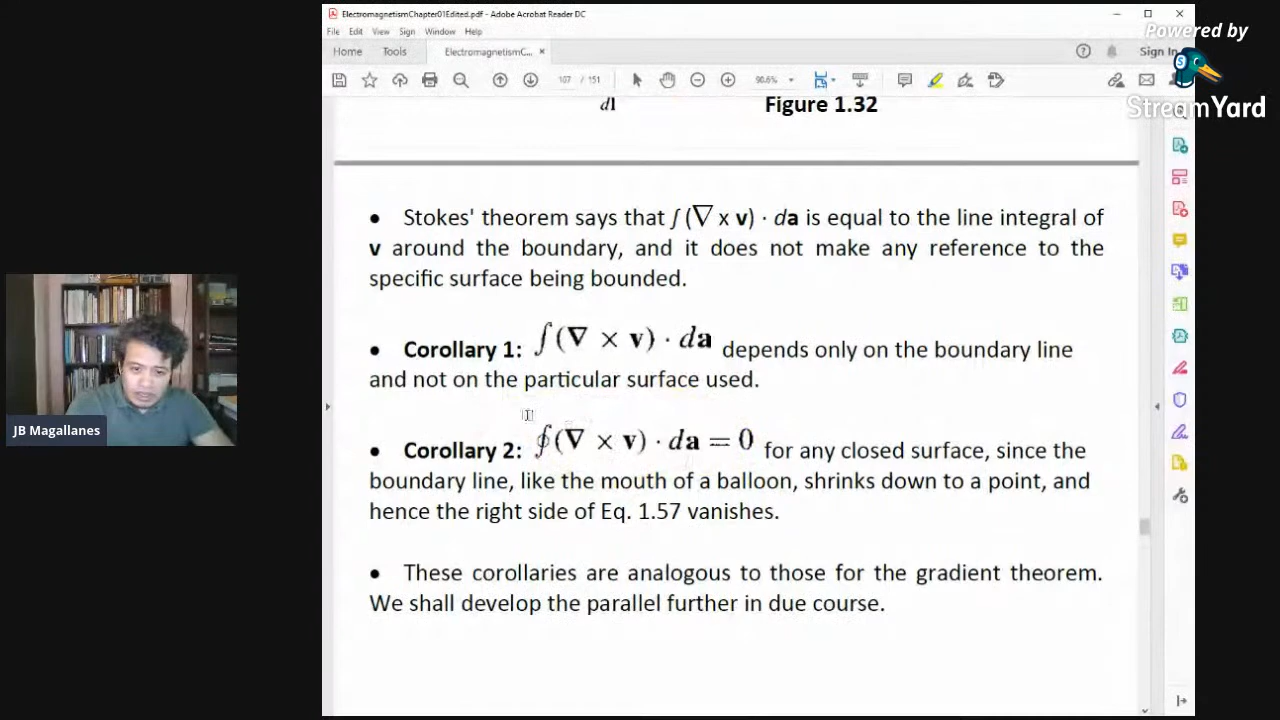 ElectromagnetismChapter01Edited.pdf - Adobe Acrobat Reader DC
File Edit View Sign Window Help
Home Tools ElectromagnetismC... × Sign In
107 / 151 90.6%
Powered by
StreamYard
dl Figure 1.32
• Stokes' theorem says that ∫(∇ x v) · da is equal to the line integral of
v around the boundary, and it does not make any reference to the
specific surface being bounded.
• Corollary 1: ∫(∇ × v) · da depends only on the boundary line
and not on the particular surface used.
• Corollary 2: ∮(∇ × v) · da = 0 for any closed surface, since the
boundary line, like the mouth of a balloon, shrinks down to a point, and
hence the right side of Eq. 1.57 vanishes.
• These corollaries are analogous to those for the gradient theorem.
We shall develop the parallel further in due course.
JB Magallanes